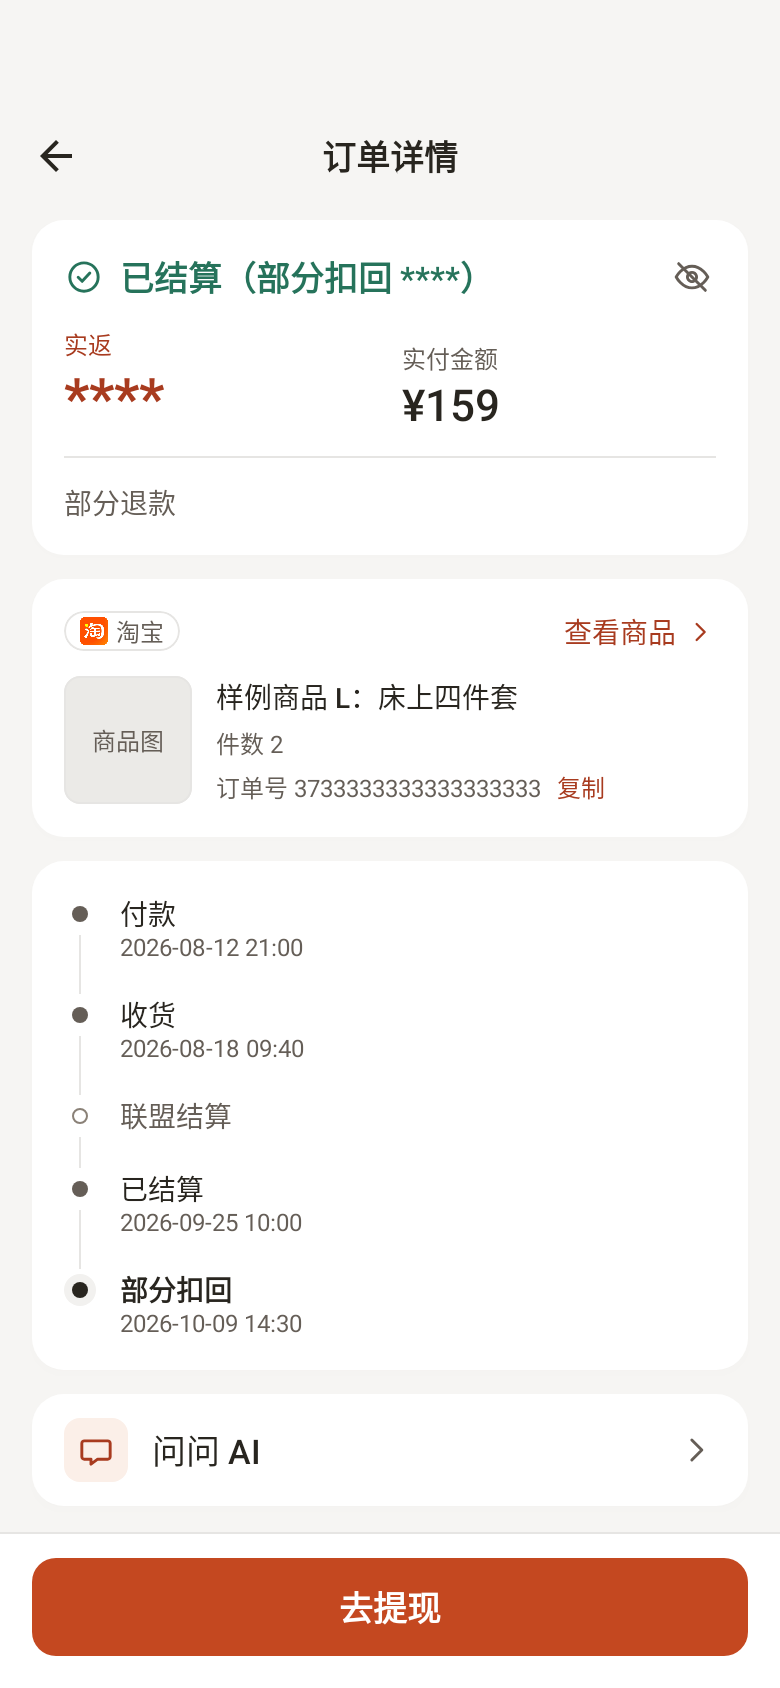 订单详情
已结算（部分扣回 ****）
实返
****
实付金额
¥159
部分退款
淘 淘宝
查看商品
商品图
样例商品 L：床上四件套
件数 2
订单号 3733333333333333333 复制
付款
2026-08-12 21:00
收货
2026-08-18 09:40
联盟结算
已结算
2026-09-25 10:00
部分扣回
2026-10-09 14:30
问问 AI
去提现